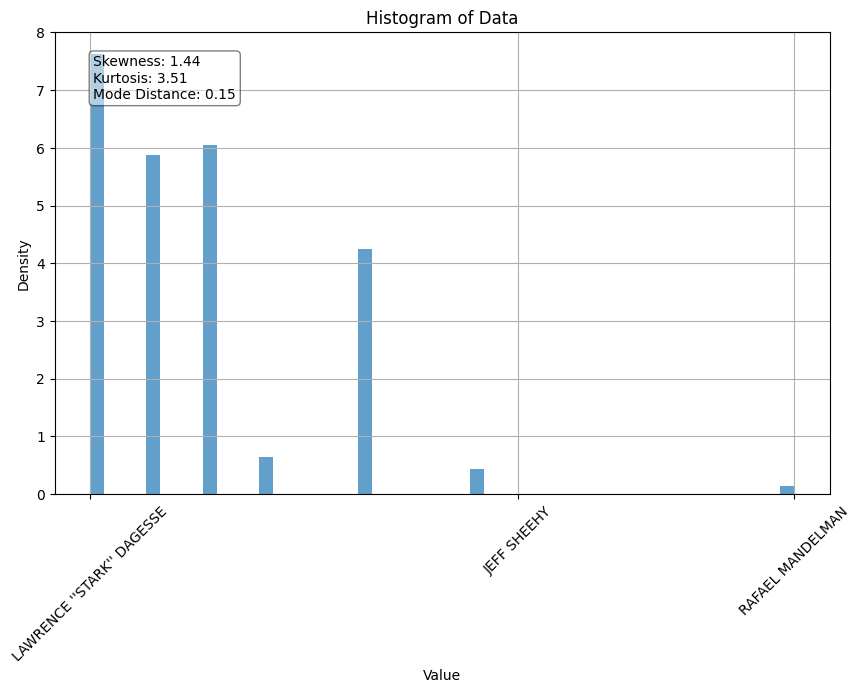 Histogram of Data
8
7
6
5
4
3
2
1
0
Density
Skewness: 1.44
Kurtosis: 3.51
Mode Distance: 0.15
LAWRENCE ''STARK'' DAGESSE
JEFF SHEEHY
RAFAEL MANDELMAN
Value